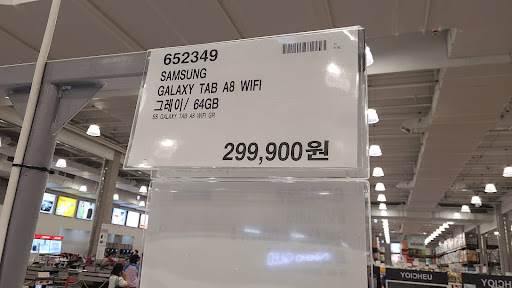 652349
SAMSUNG
GALAXY TAB A8 WIFI
그레이/ 64GB
SS GALAXY TAB A8 WIFI GR
299,900원
YOICHEU